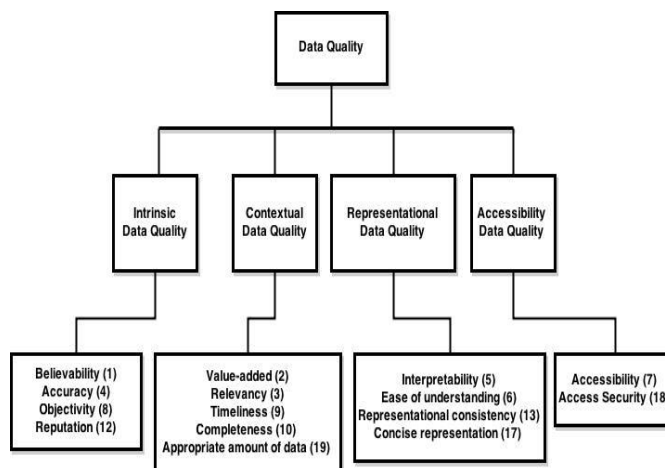 Data Quality
Intrinsic
Data Quality
Contextual
Data Quality
Representational
Data Quality
Accessibility
Data Quality
Believability (1)
Accuracy (4)
Objectivity (8)
Reputation (12)
Value-added (2)
Relevancy (3)
Timeliness (9)
Completeness (10)
Appropriate amount of data (19)
Interpretability (5)
Ease of understanding (6)
Representational consistency (13)
Concise representation (17)
Accessibility (7)
Access Security (18)